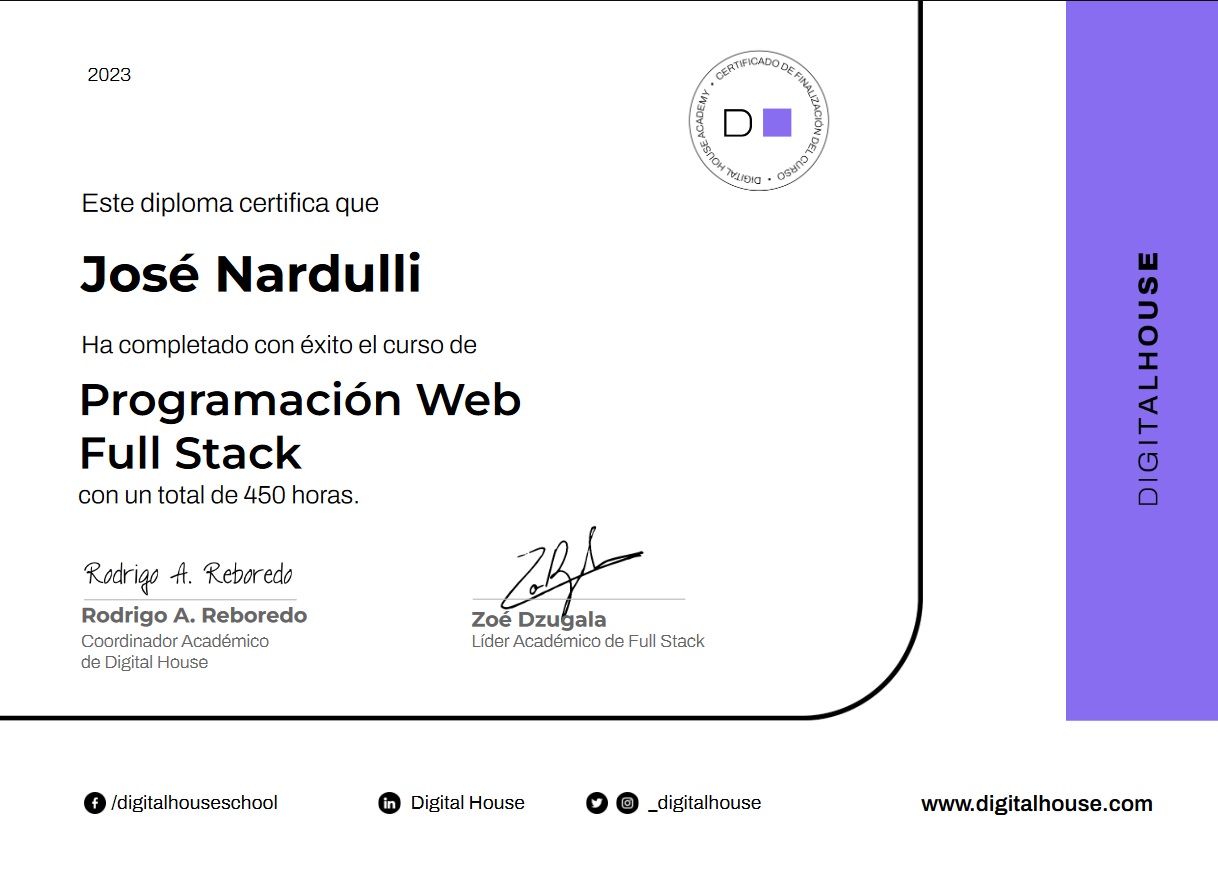 2023
DIGITAL HOUSE ACADEMY • CERTIFICADO DE FINALIZACIÓN DEL CURSO •
D
Este diploma certifica que
José Nardulli
Ha completado con éxito el curso de
Programación Web
Full Stack
con un total de 450 horas.
Rodrigo A. Reboredo
Rodrigo A. Reboredo
Coordinador Académico
de Digital House
Zoé Dzugala
Líder Académico de Full Stack
DIGITALHOUSE
/digitalhouseschool
in Digital House
_digitalhouse
www.digitalhouse.com